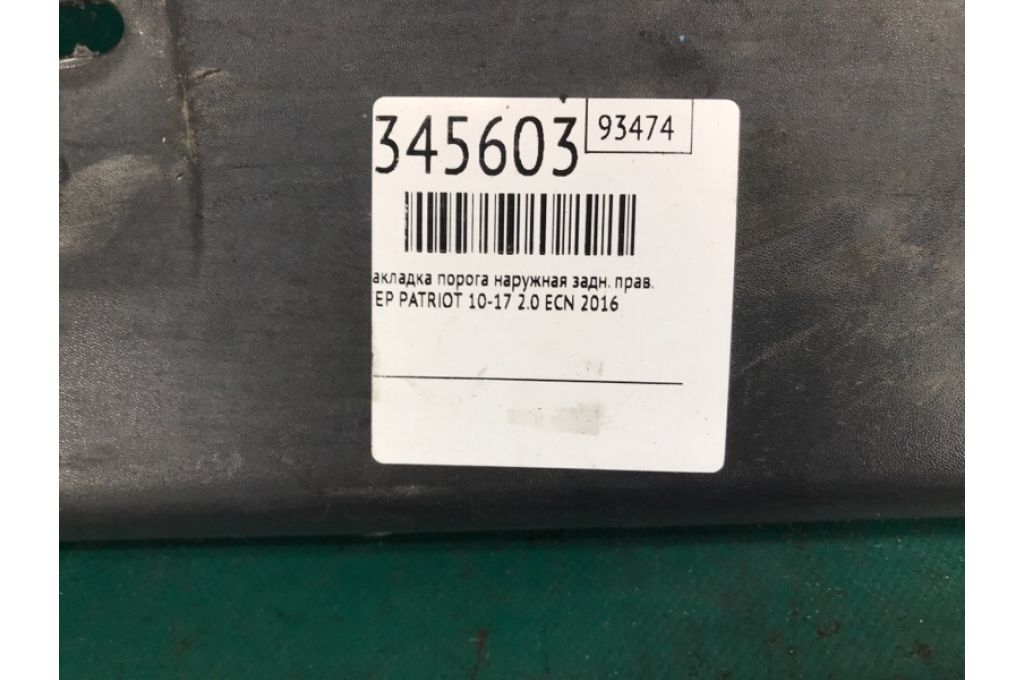 345603
93474
акладка порога наружная задн. прав.
EP PATRIOT 10-17 2.0 ECN 2016